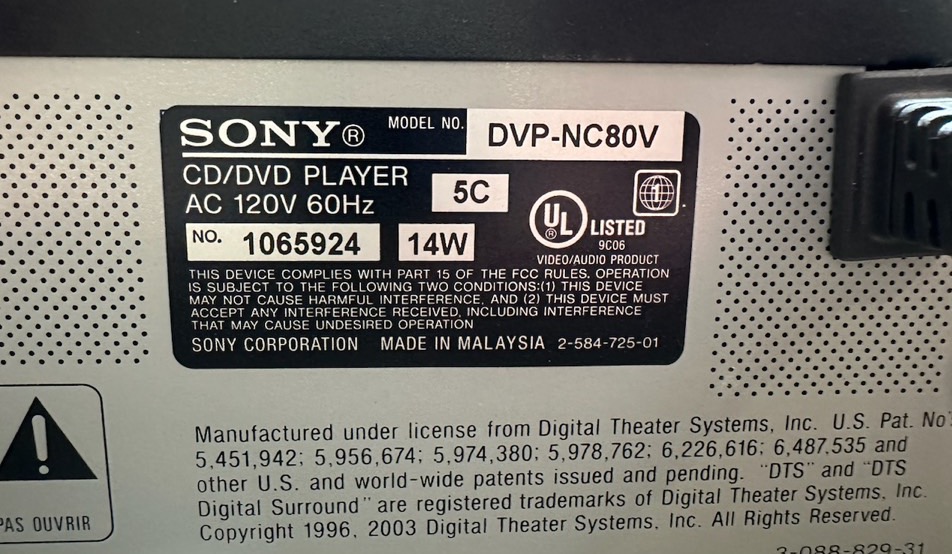 SONY® MODEL NO. DVP-NC80V
CD/DVD PLAYER 5C
AC 120V 60Hz
1
UL® LISTED
9C06
VIDEO/AUDIO PRODUCT
NO. 1065924 14W
THIS DEVICE COMPLIES WITH PART 15 OF THE FCC RULES. OPERATION
IS SUBJECT TO THE FOLLOWING TWO CONDITIONS:(1) THIS DEVICE
MAY NOT CAUSE HARMFUL INTERFERENCE, AND (2) THIS DEVICE MUST
ACCEPT ANY INTERFERENCE RECEIVED, INCLUDING INTERFERENCE
THAT MAY CAUSE UNDESIRED OPERATION
SONY CORPORATION MADE IN MALAYSIA 2-584-725-01
PAS OUVRIR
Manufactured under license from Digital Theater Systems, Inc. U.S. Pat. No
5,451,942; 5,956,674; 5,974,380; 5,978,762; 6,226,616; 6,487,535 and
other U.S. and world-wide patents issued and pending. "DTS" and "DTS
Digital Surround" are registered trademarks of Digital Theater Systems, Inc.
Copyright 1996, 2003 Digital Theater Systems, Inc. All Rights Reserved.
3-088-829-31